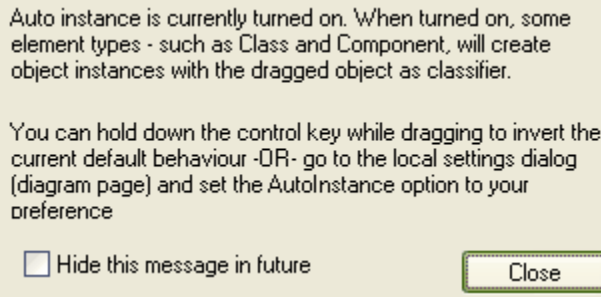 Auto instance is currently turned on. When turned on, some
element types - such as Class and Component, will create
object instances with the dragged object as classifier.
You can hold down the control key while dragging to invert the
current default behaviour -OR- go to the local settings dialog
(diagram page) and set the AutoInstance option to your
preference
Hide this message in future
Close